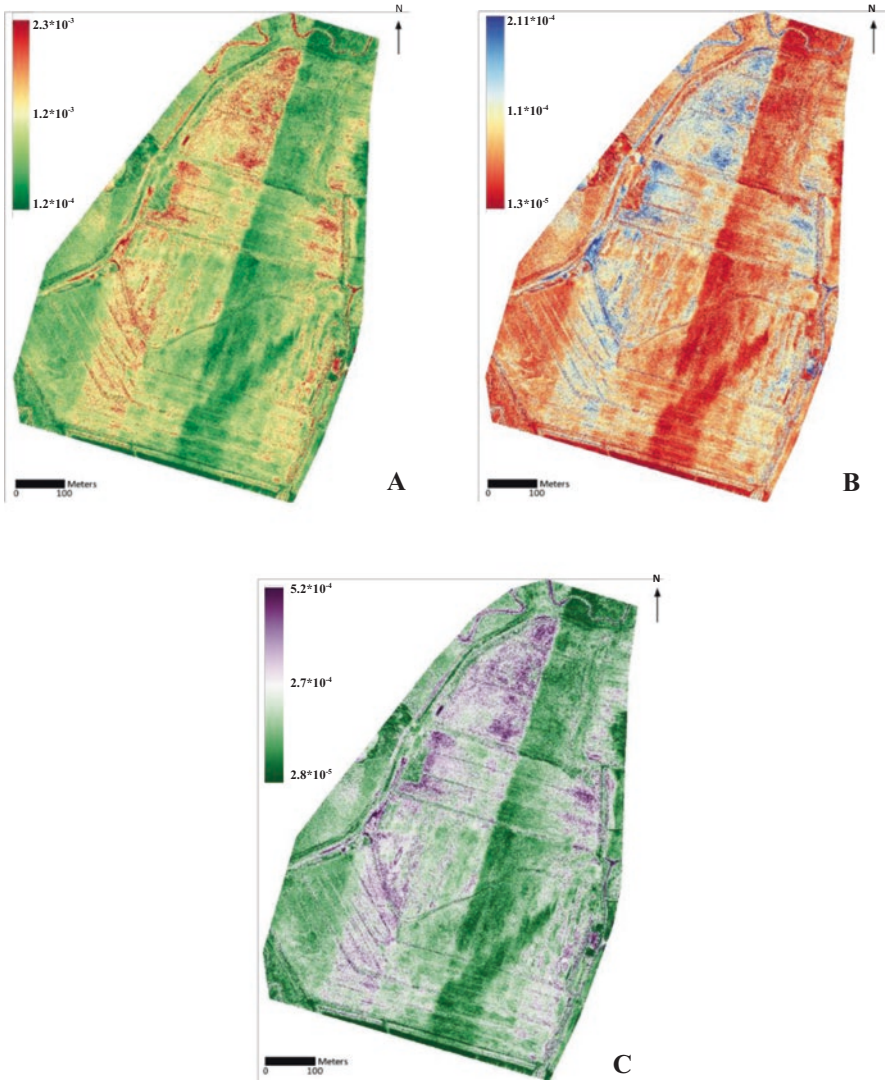 N
2.3*10-³
1.2*10-³
1.2*10-⁴
Meters
0 100
A
N
2.11*10-⁴
1.1*10-⁴
1.3*10-⁵
Meters
0 100
B
N
5.2*10-⁴
2.7*10-⁴
2.8*10-⁵
Meters
0 100
C